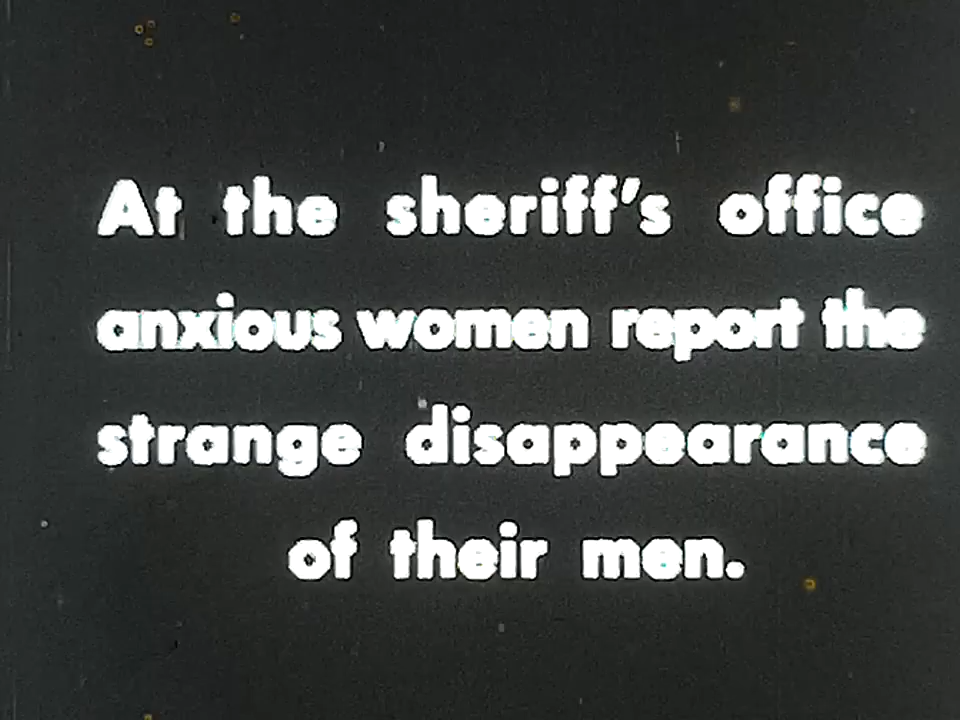 At the sheriff's office
anxious women report the
strange disappearance
of their men.